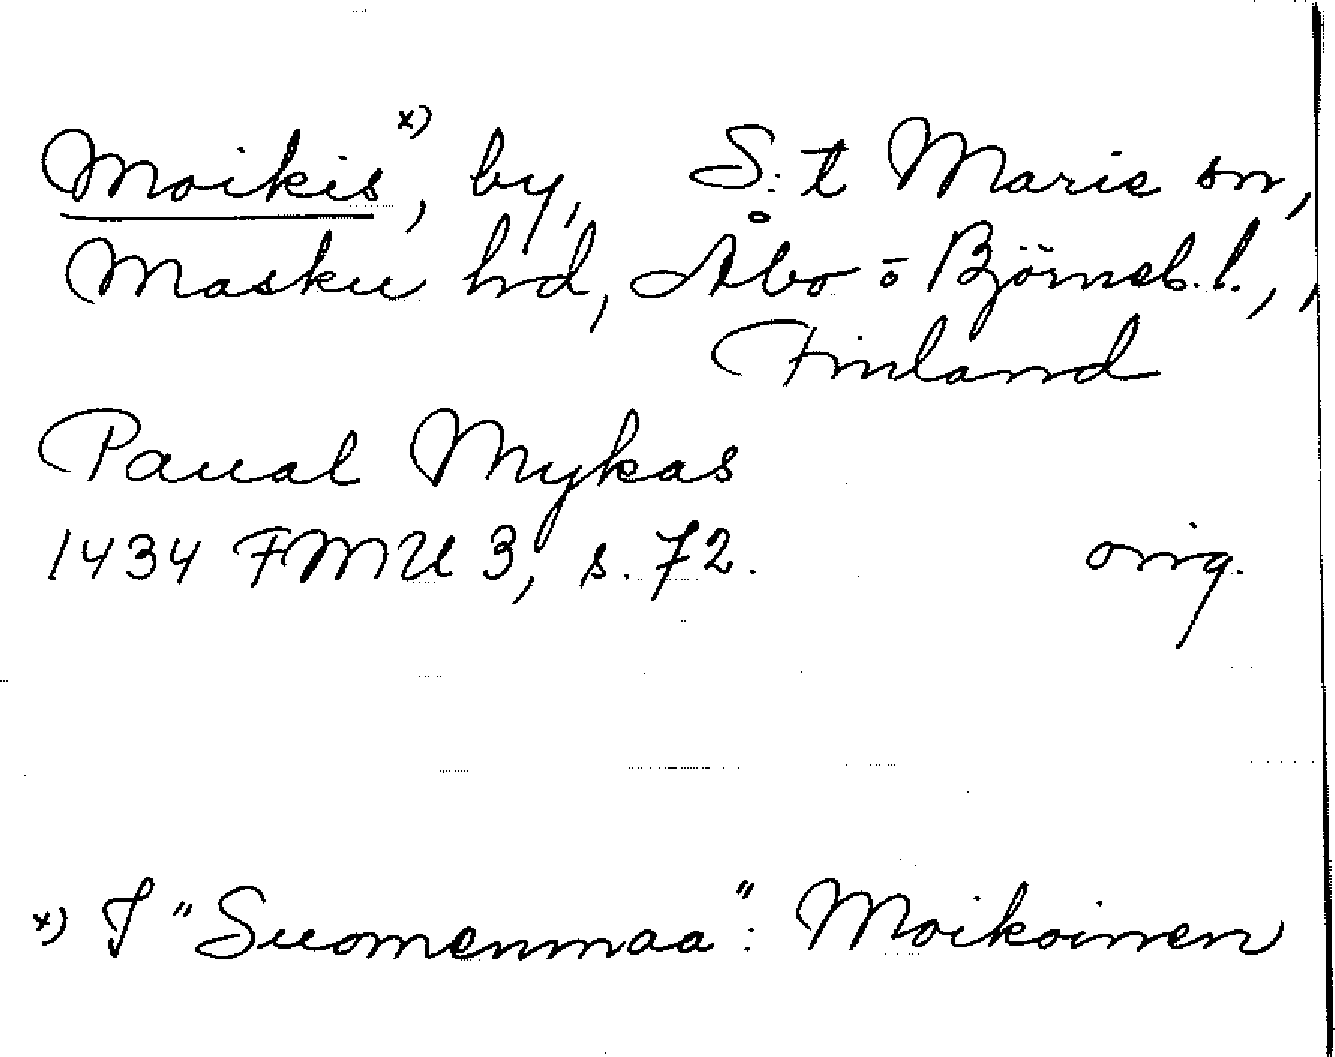 Moikis x), by, S:t Marie sn,
Masku hd, Åbo o Björneb. l.,
Finland
Paual Mykas
1434 FMU 3, s. 72. orig.
x) I "Suomenmaa": Moikoinen